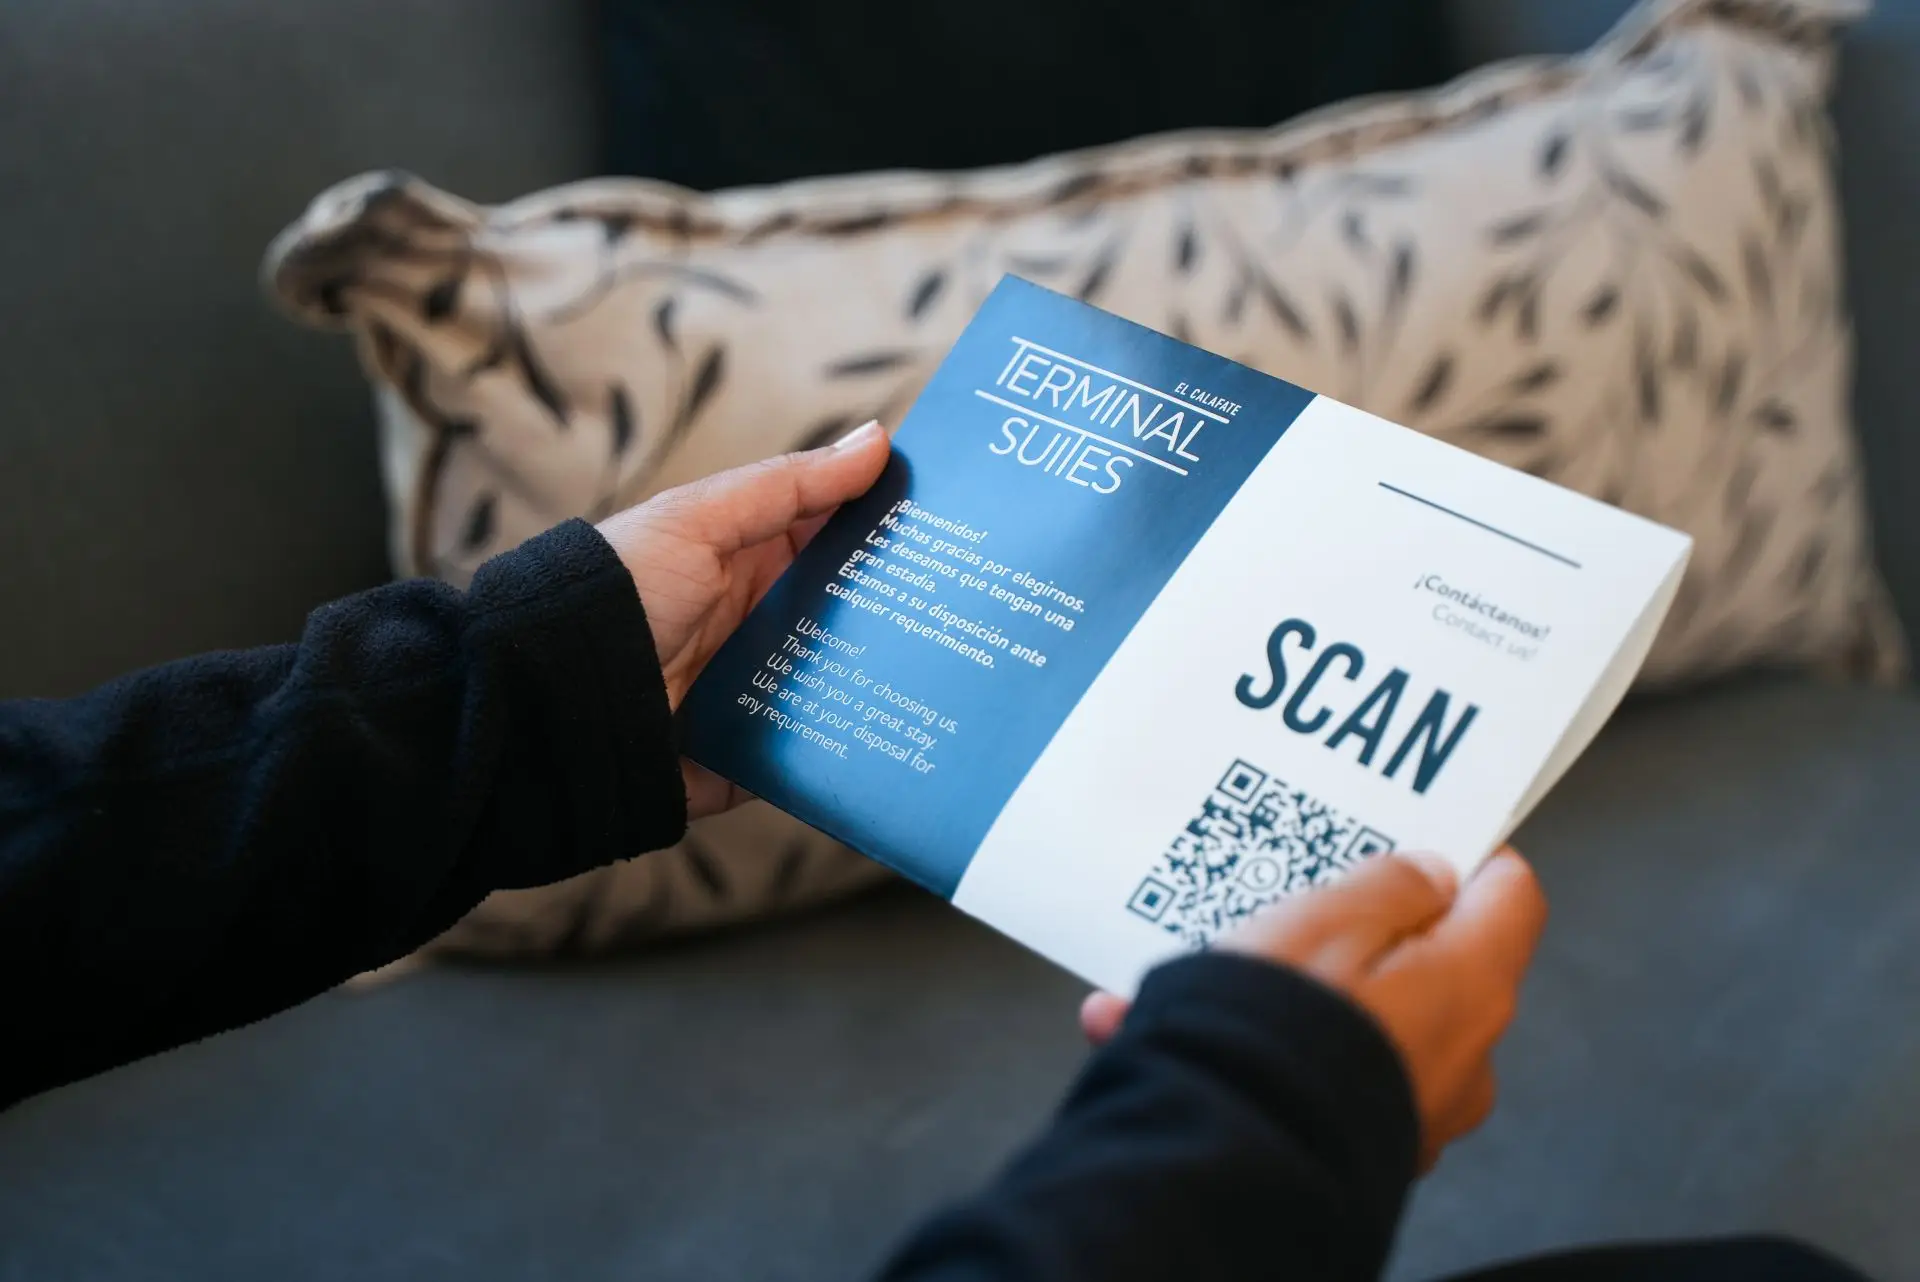 EL CALAFATE
TERMINAL
SUITES
¡Bienvenidos!
Muchas gracias por elegirnos.
Les deseamos que tengan una
gran estadía.
Estamos a su disposición ante
cualquier requerimiento.
Welcome!
Thank you for choosing us.
We wish you a great stay.
We are at your disposal for
any requirement.
¡Contáctanos!
Contact us!
SCAN